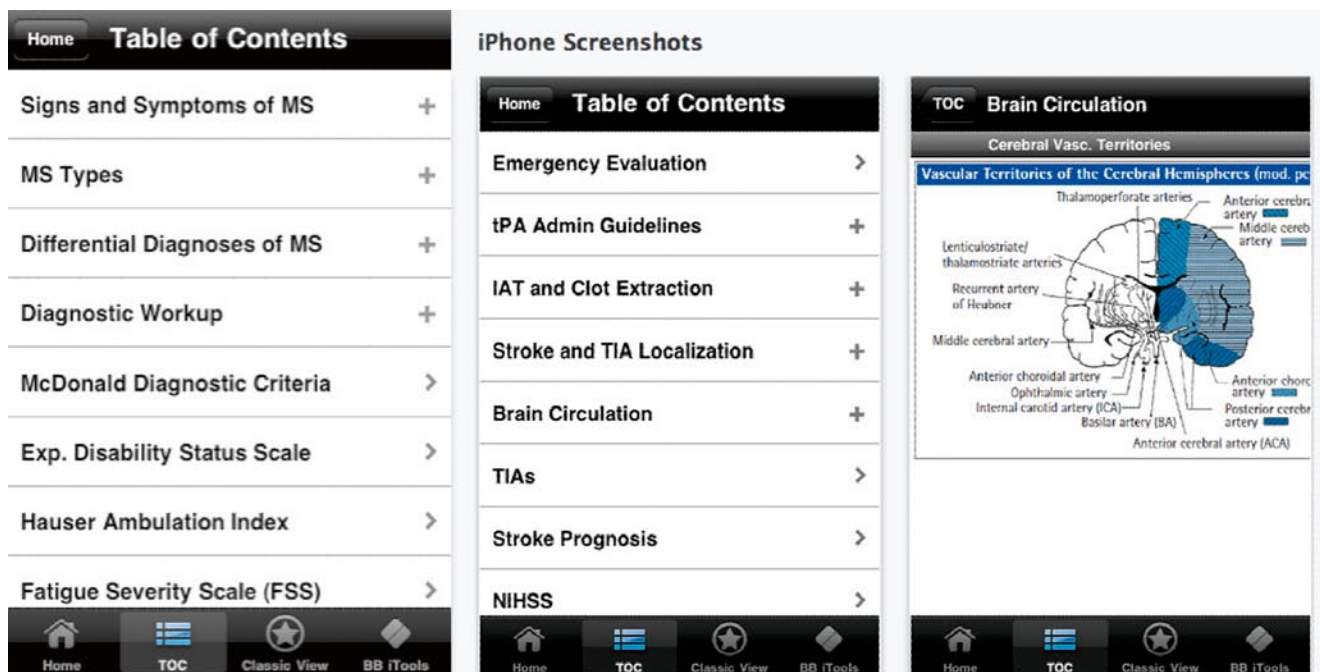 Home
Table of Contents
Signs and Symptoms of MS
MS Types
Differential Diagnoses of MS
Diagnostic Workup
McDonald Diagnostic Criteria
Exp. Disability Status Scale
Hauser Ambulation Index
Fatigue Severity Scale (FSS)
Home
TOC
Classic View
BB iTools
iPhone Screenshots
Home
Table of Contents
Emergency Evaluation
tPA Admin Guidelines
IAT and Clot Extraction
Stroke and TIA Localization
Brain Circulation
TIAs
Stroke Prognosis
NIHSS
Home
TOC
Classic View
BB iTools
TOC
Brain Circulation
Cerebral Vasc. Territories
Vascular Territories of the Cerebral Hemispheres (mod. pe
Thalamoperforate arteries
Anterior cerebra
artery
Middle cereb
artery
Lenticulostriate/
thalamostriate arteries
Recurrent artery
of Heubner
Middle cerebral artery
Anterior choroidal artery
Ophthalmic artery
Internal carotid artery (ICA)
Basilar artery (BA)
Anterior choro
artery
Posterior cerebr
artery
Anterior cerebral artery (ACA)
Home
TOC
Classic View
BB iTools